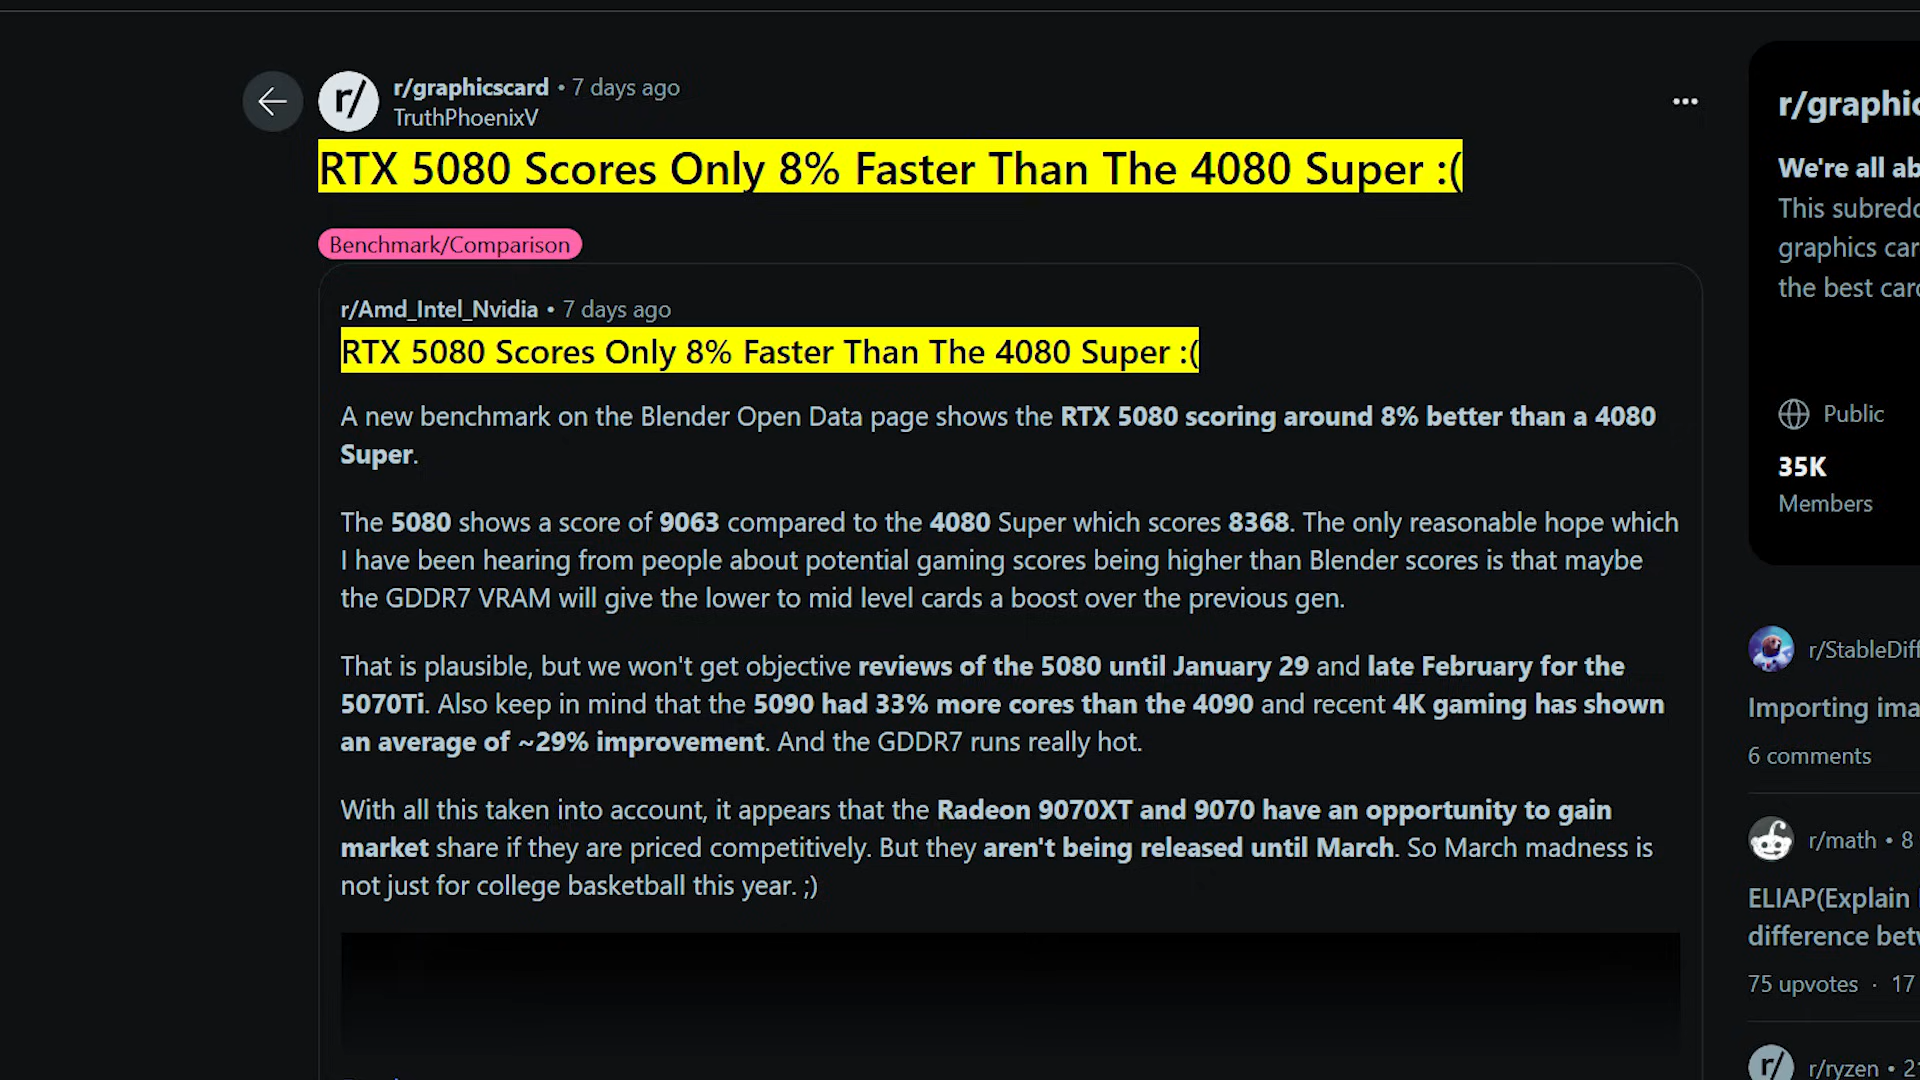 r/graphicscard • 7 days ago
TruthPhoenixV
RTX 5080 Scores Only 8% Faster Than The 4080 Super :(
Benchmark/Comparison
r/Amd_Intel_Nvidia • 7 days ago
RTX 5080 Scores Only 8% Faster Than The 4080 Super :(
A new benchmark on the Blender Open Data page shows the RTX 5080 scoring around 8% better than a 4080
Super.
The 5080 shows a score of 9063 compared to the 4080 Super which scores 8368. The only reasonable hope which
I have been hearing from people about potential gaming scores being higher than Blender scores is that maybe
the GDDR7 VRAM will give the lower to mid level cards a boost over the previous gen.
That is plausible, but we won't get objective reviews of the 5080 until January 29 and late February for the
5070Ti. Also keep in mind that the 5090 had 33% more cores than the 4090 and recent 4K gaming has shown
an average of ~29% improvement. And the GDDR7 runs really hot.
With all this taken into account, it appears that the Radeon 9070XT and 9070 have an opportunity to gain
market share if they are priced competitively. But they aren't being released until March. So March madness is
not just for college basketball this year. ;)
r/graphic
We're all ab
This subredd
graphics car
the best card
Public
35K
Members
r/StableDiff
Importing ima
6 comments
r/math • 8
ELIAP(Explain
difference betw
75 upvotes · 17
r/ryzen • 2